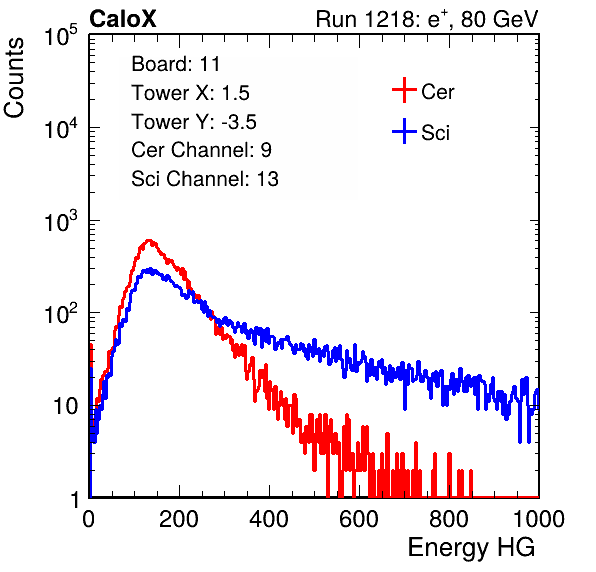 CaloX Run 1218: e⁺, 80 GeV
Counts
10⁵
10⁴
10³
10²
10
1
Board: 11
Tower X: 1.5
Tower Y: -3.5
Cer Channel: 9
Sci Channel: 13
Cer
Sci
0 200 400 600 800 1000
Energy HG